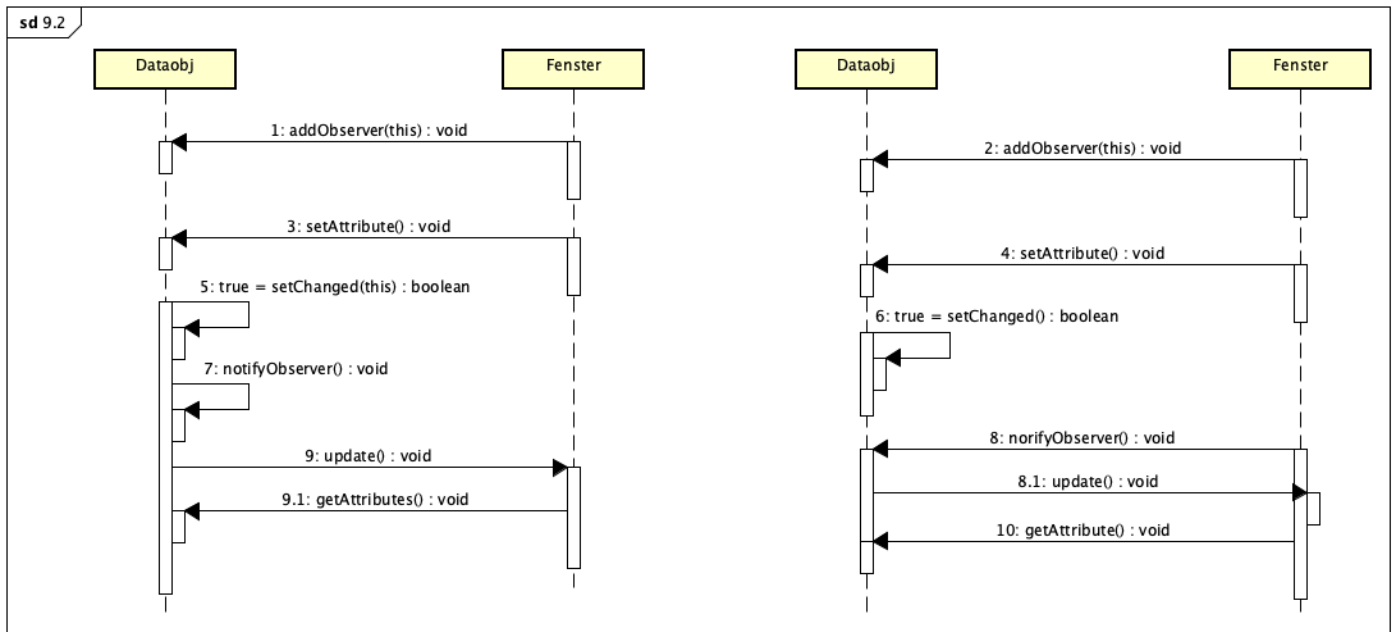 sd 9.2
Dataobj
Fenster
1: addObserver(this) : void
3: setAttribute() : void
5: true = setChanged(this) : boolean
7: notifyObserver() : void
9: update() : void
9.1: getAttributes() : void
Dataobj
Fenster
2: addObserver(this) : void
4: setAttribute() : void
6: true = setChanged() : boolean
8: norifyObserver() : void
8.1: update() : void
10: getAttribute() : void